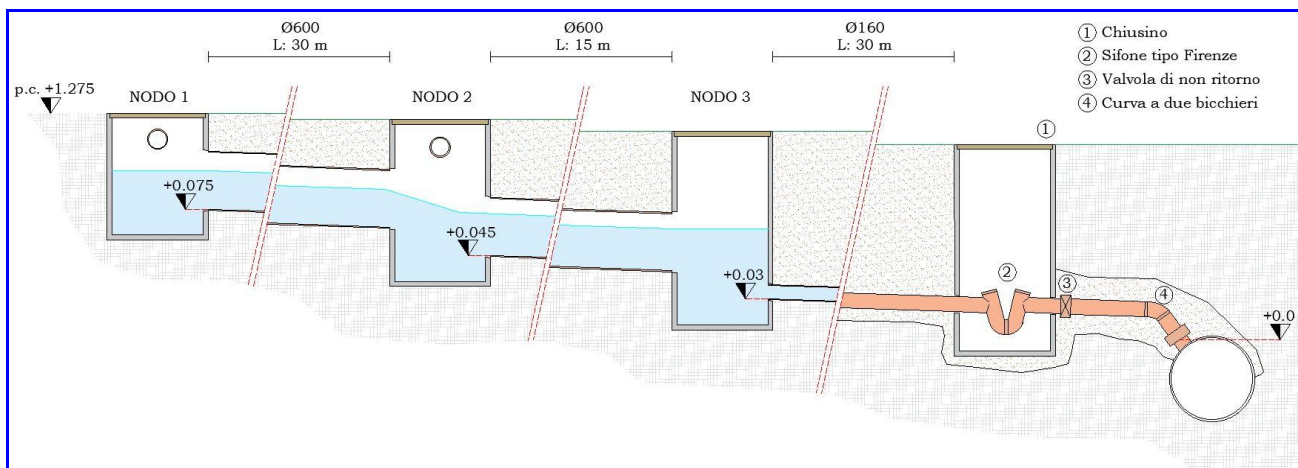 Ø600
L: 30 m
Ø600
L: 15 m
Ø160
L: 30 m
1 Chiusino
2 Sifone tipo Firenze
3 Valvola di non ritorno
4 Curva a due bicchieri
p.c. +1.275
NODO 1
NODO 2
NODO 3
1
+0.075
+0.045
+0.03
2
3
4
+0.0